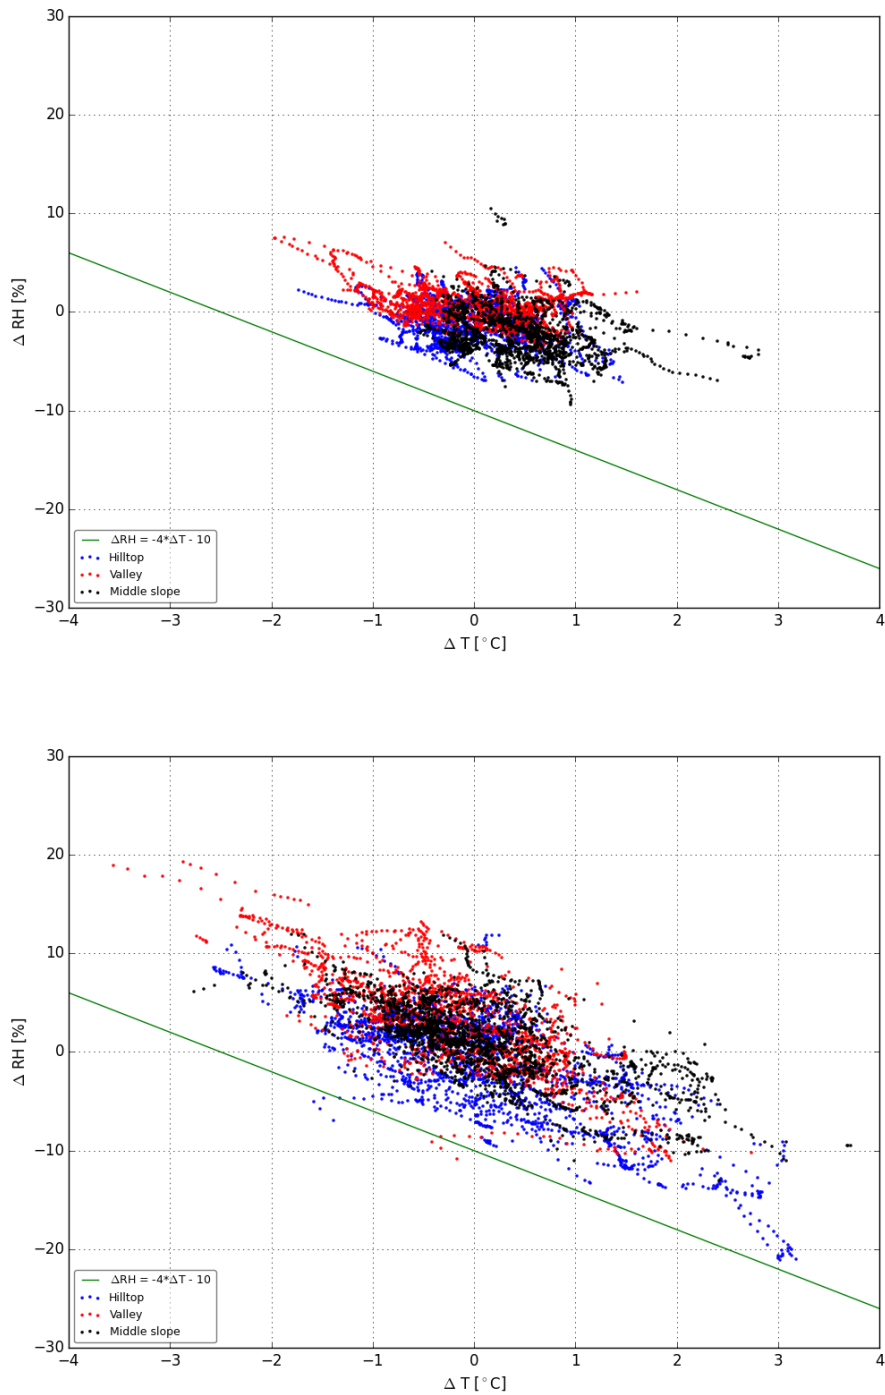 30
20
10
0
−10
−20
−30
Δ RH [%]
−4 −3 −2 −1 0 1 2 3 4
Δ T [°C]
ΔRH = -4*ΔT - 10
Hilltop
Valley
Middle slope
30
20
10
0
−10
−20
−30
Δ RH [%]
−4 −3 −2 −1 0 1 2 3 4
Δ T [°C]
ΔRH = -4*ΔT - 10
Hilltop
Valley
Middle slope